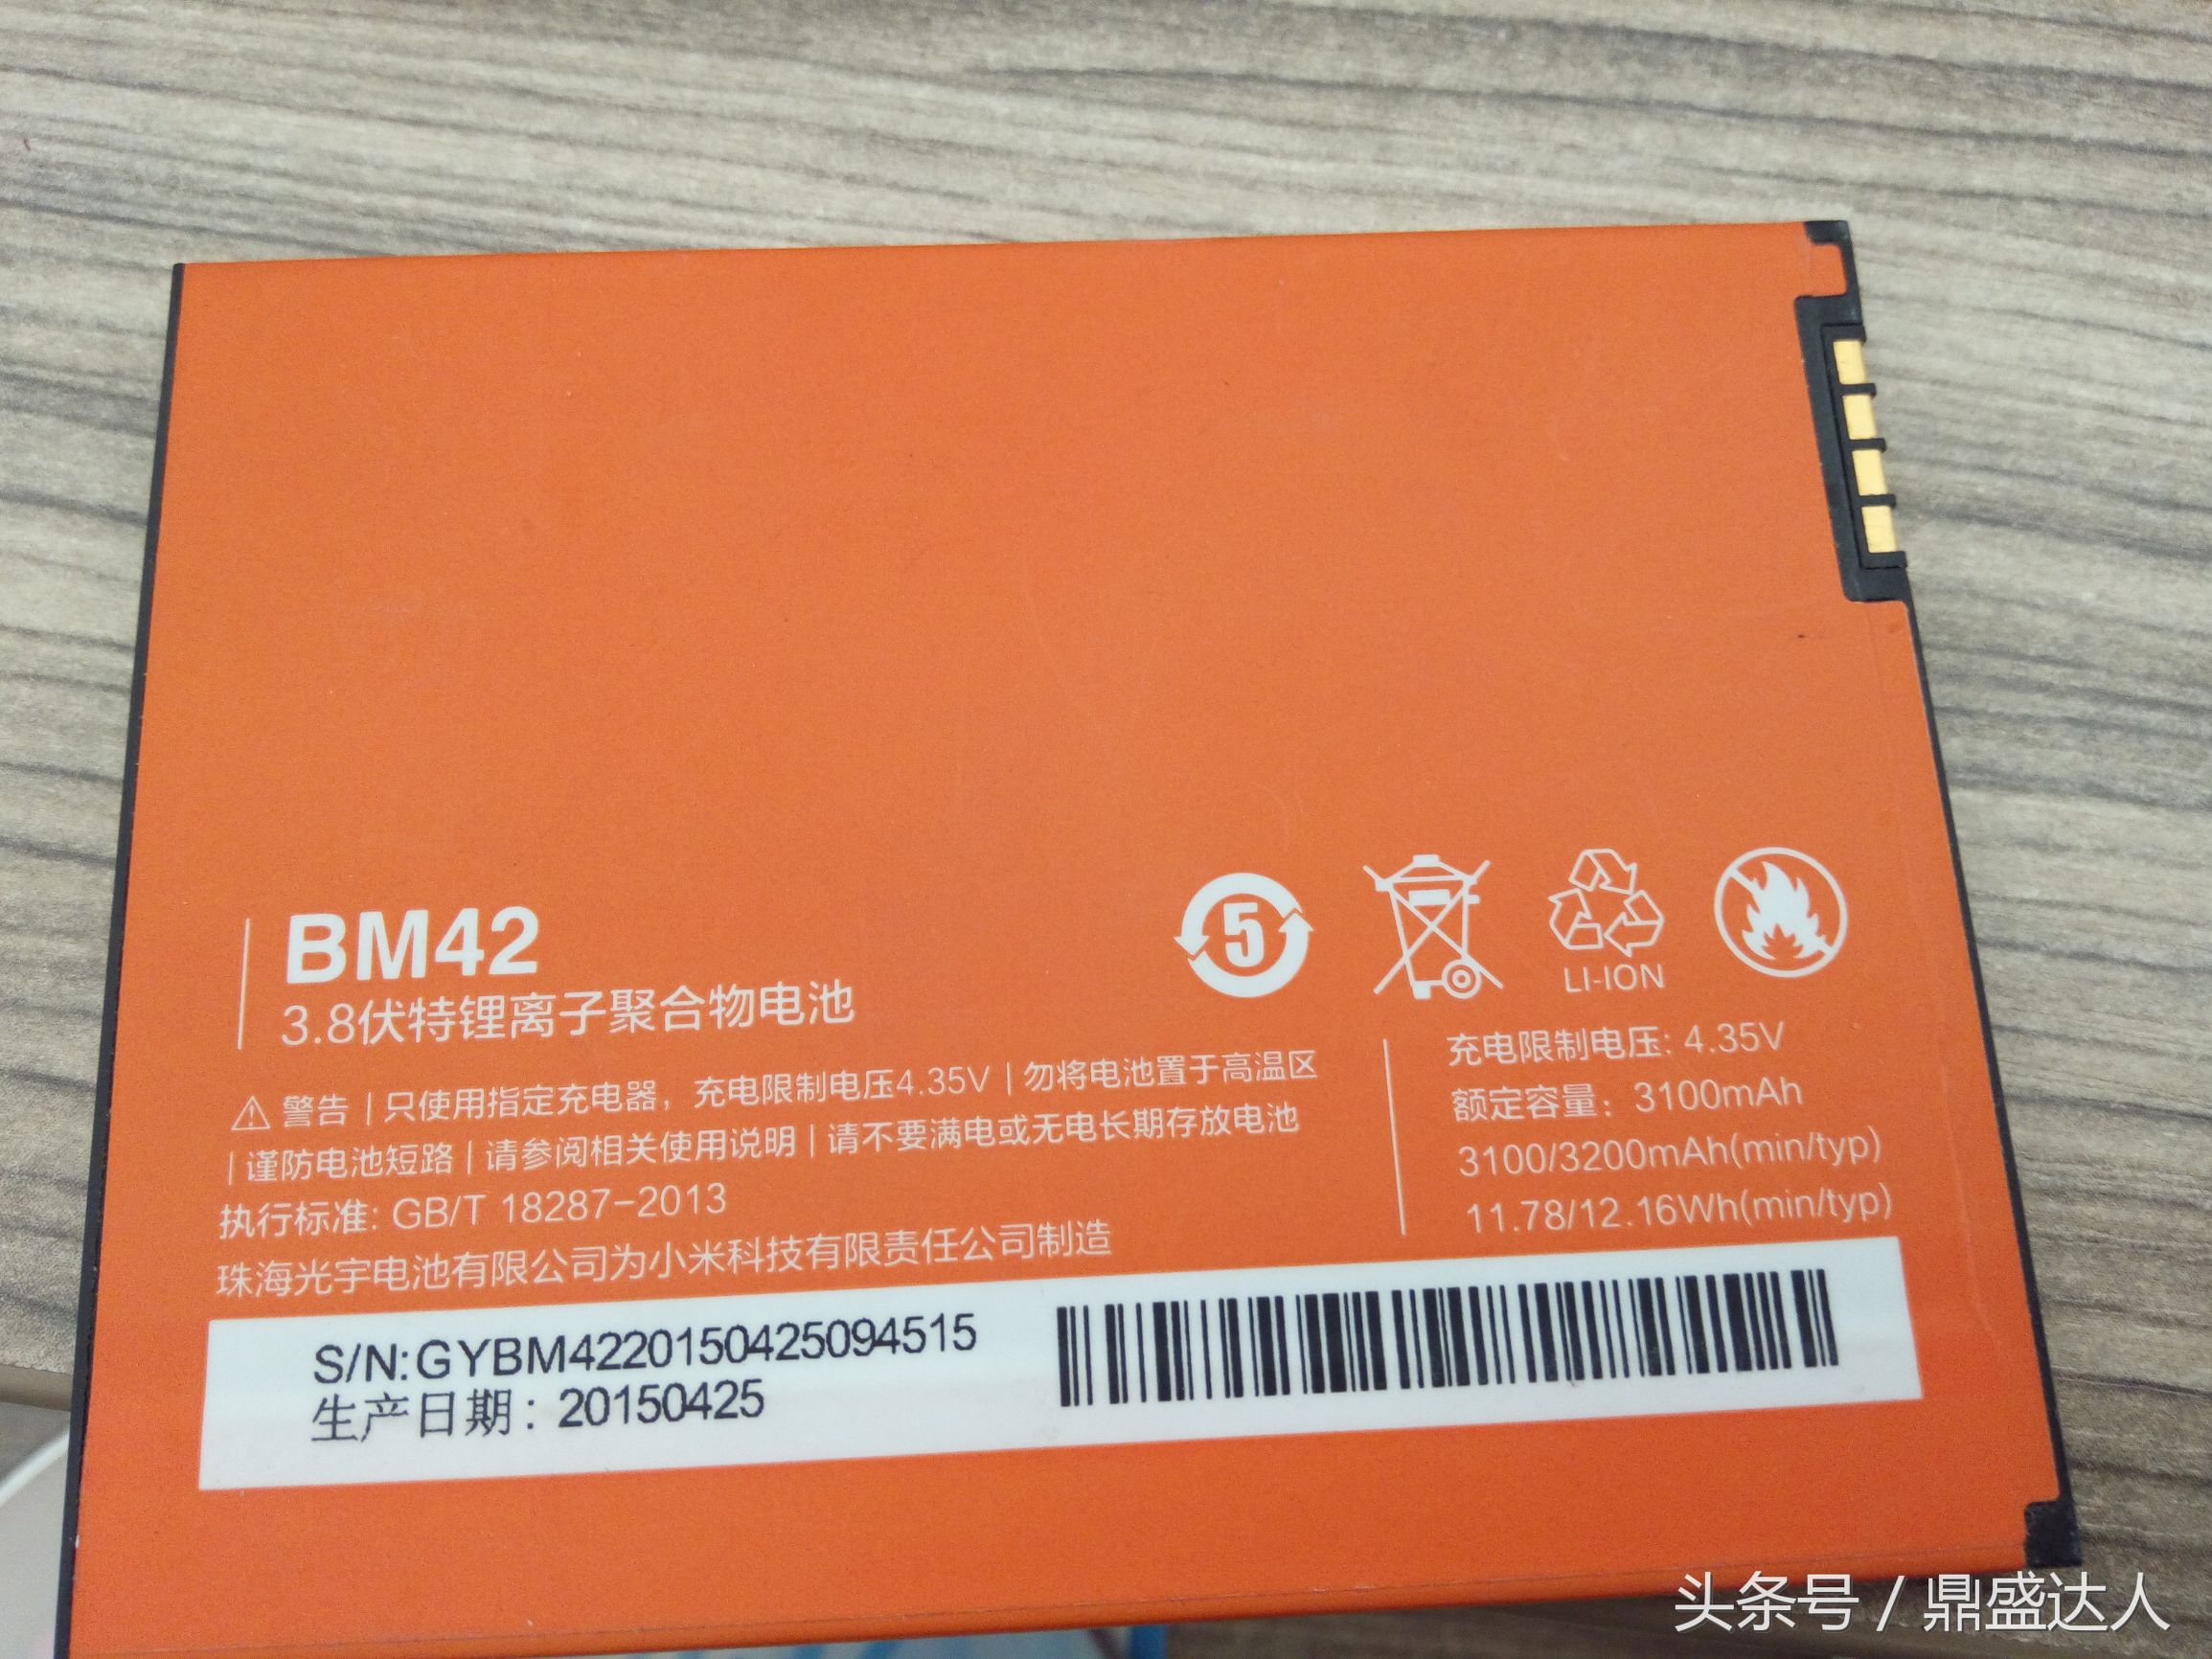 BM42
3.8伏特锂离子聚合物电池
5
LI-ION
⚠ 警告 | 只使用指定充电器，充电限制电压4.35V | 勿将电池置于高温区
| 谨防电池短路 | 请参阅相关使用说明 | 请不要满电或无电长期存放电池
执行标准: GB/T 18287-2013
珠海光宇电池有限公司为小米科技有限责任公司制造
充电限制电压: 4.35V
额定容量: 3100mAh
3100/3200mAh(min/typ)
11.78/12.16Wh(min/typ)
S/N:GYBM4220150425094515
生产日期: 20150425
头条号 / 鼎盛达人